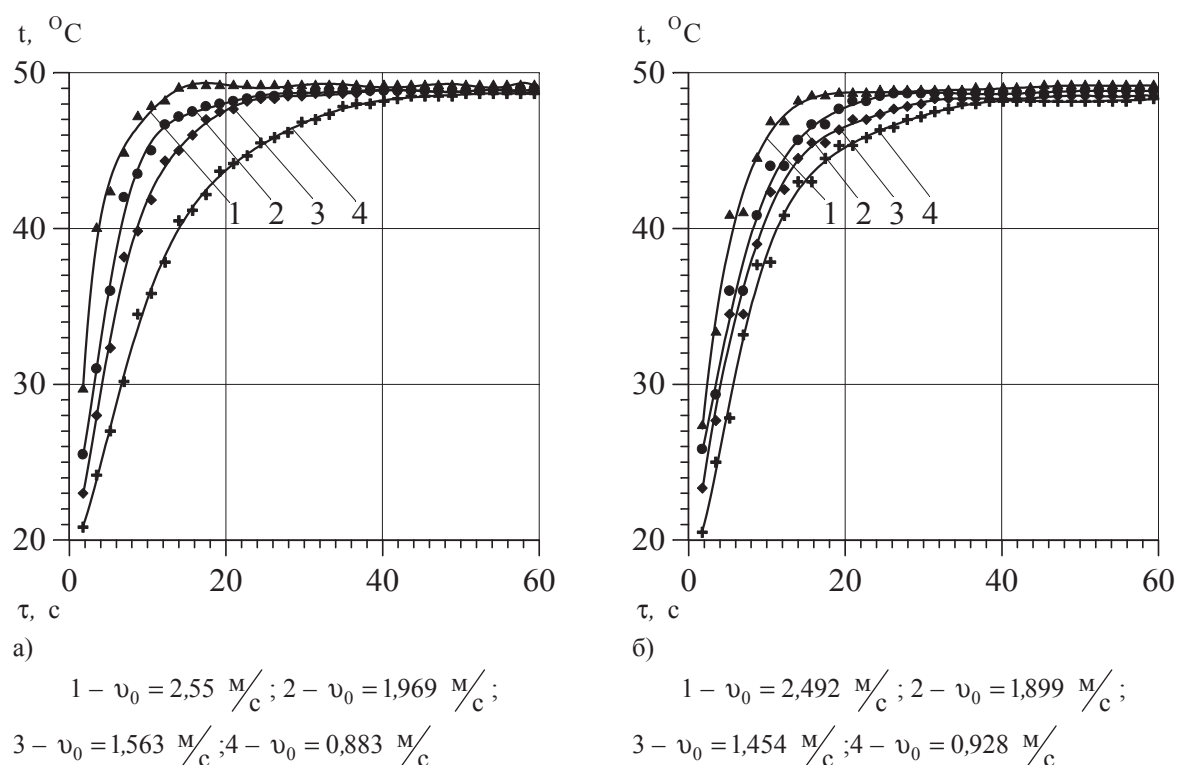 t, °C
50
40
30
20
0 20 40 60
1 2 3 4
τ, с
а)
1 – υ₀ = 2,55 м/с ; 2 – υ₀ = 1,969 м/с ;
3 – υ₀ = 1,563 м/с ;4 – υ₀ = 0,883 м/с
t, °C
50
40
30
20
0 20 40 60
1 2 3 4
τ, с
б)
1 – υ₀ = 2,492 м/с ; 2 – υ₀ = 1,899 м/с ;
3 – υ₀ = 1,454 м/с ;4 – υ₀ = 0,928 м/с